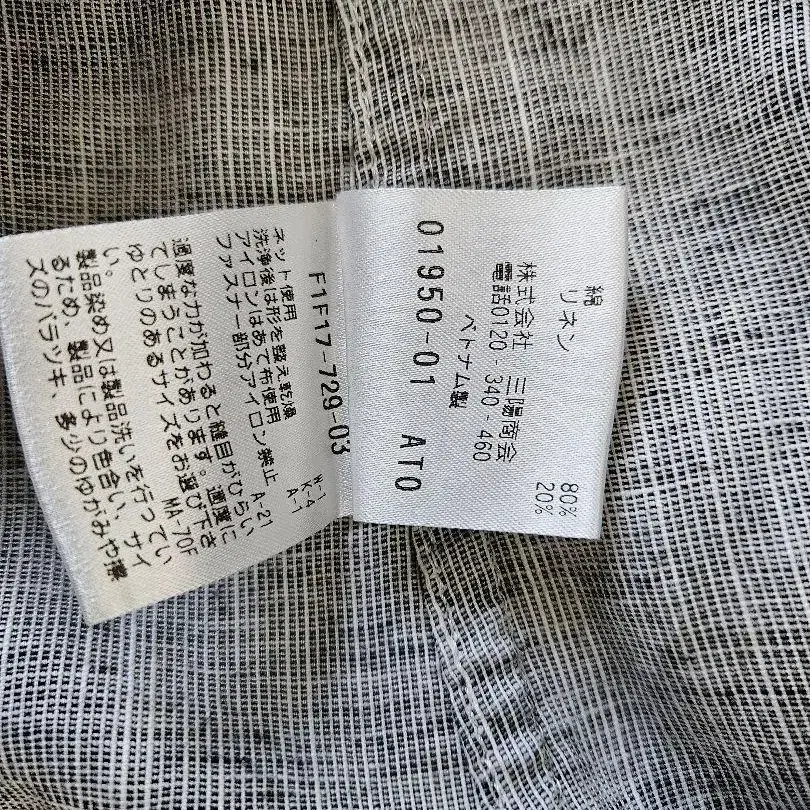 綿 80%
リネン 20%
株式会社 三陽商会
電話0120-340-460
ベトナム製
01950-01 AT0
F1F17-729-03
ネット使用 W-1
洗浄後は形を整え乾燥 K-4
アイロンはあて布使用 A-1
ファスナー部分アイロン禁止 A-21
過度な力が加わると縫目がひらい
てしまうことがあります。適度に
ゆとりのあるサイズをお選び下さ
い。 MA-70F
製品染め又は製品洗いを行ってい
るため、製品により色合い、サイ
ズのバラツキ、多少のゆがみや擦